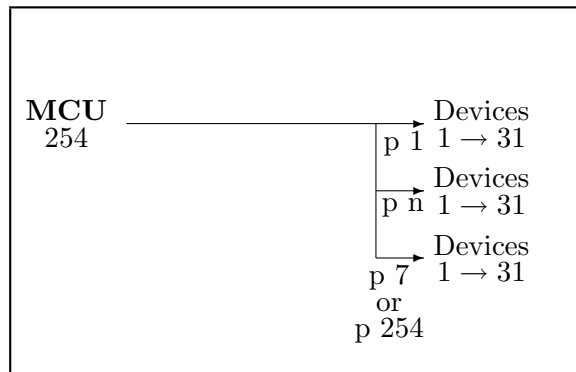 MCU
254
Devices
1 → 31
p 1
Devices
1 → 31
p n
Devices
1 → 31
p 7
or
p 254